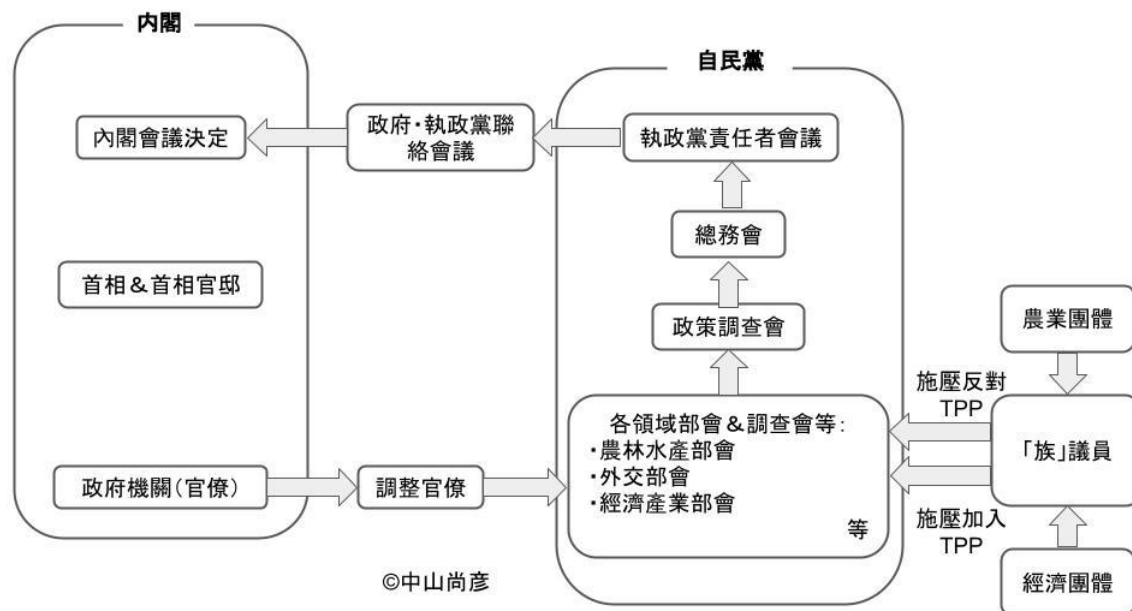 内閣
自民黨
內閣會議決定
政府・執政黨聯
絡會議
執政黨責任者會議
總務會
首相＆首相官邸
政策調查會
農業團體
施壓反對
TPP
各領域部會＆調查會等：
・農林水產部會
・外交部會
・經濟產業部會
等
「族」議員
政府機關（官僚）
調整官僚
施壓加入
TPP
經濟團體
©中山尚彦